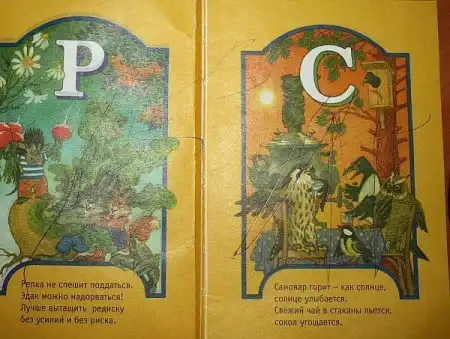 Р
Репка не спешит поддаться.
Эдак можно надорваться!
Лучше вытащить редиску
без усилий и без риска.
С
Самовар горит – как солнце,
солнце улыбается.
Свежий чай в стаканы льется,
сокол угощается.